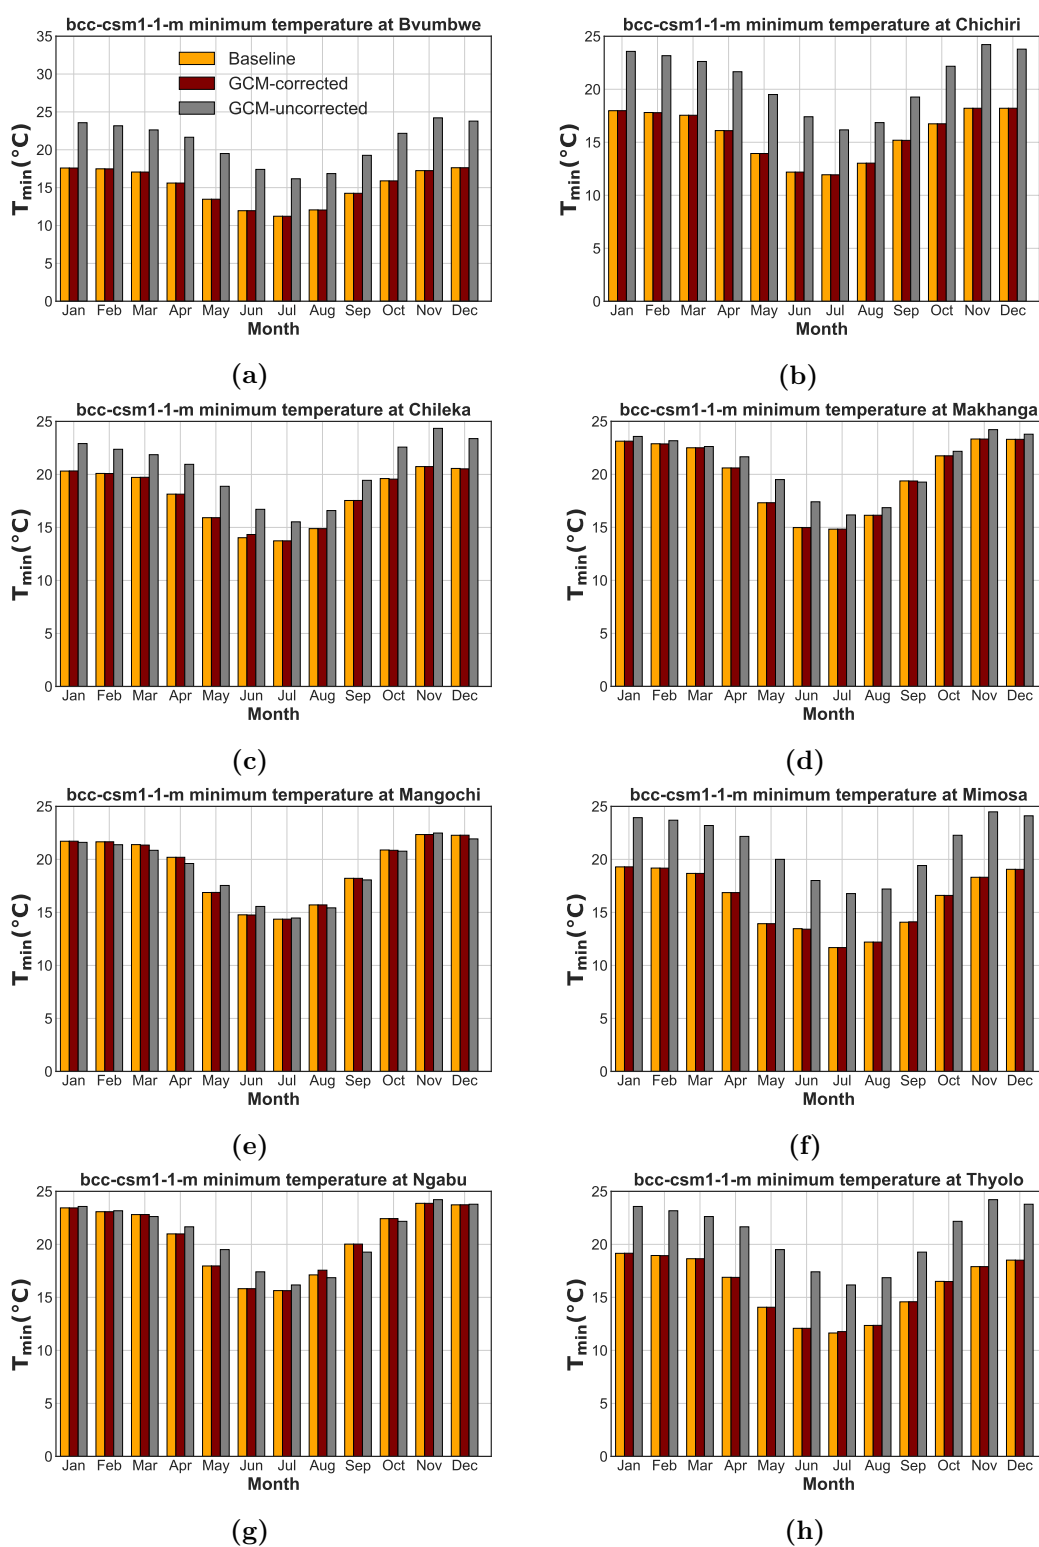 bcc-csm1-1-m minimum temperature at Bvumbwe
35
30
25
20
15
10
5
0
T_min(°C)
Baseline
GCM-corrected
GCM-uncorrected
Jan Feb Mar Apr May Jun Jul Aug Sep Oct Nov Dec
Month
(a)
bcc-csm1-1-m minimum temperature at Chichiri
25
20
15
10
5
0
T_min(°C)
Jan Feb Mar Apr May Jun Jul Aug Sep Oct Nov Dec
Month
(b)
bcc-csm1-1-m minimum temperature at Chileka
25
20
15
10
5
0
T_min(°C)
Jan Feb Mar Apr May Jun Jul Aug Sep Oct Nov Dec
Month
(c)
bcc-csm1-1-m minimum temperature at Makhanga
25
20
15
10
5
0
T_min(°C)
Jan Feb Mar Apr May Jun Jul Aug Sep Oct Nov Dec
Month
(d)
bcc-csm1-1-m minimum temperature at Mangochi
25
20
15
10
5
0
T_min(°C)
Jan Feb Mar Apr May Jun Jul Aug Sep Oct Nov Dec
Month
(e)
bcc-csm1-1-m minimum temperature at Mimosa
25
20
15
10
5
0
T_min(°C)
Jan Feb Mar Apr May Jun Jul Aug Sep Oct Nov Dec
Month
(f)
bcc-csm1-1-m minimum temperature at Ngabu
25
20
15
10
5
0
T_min(°C)
Jan Feb Mar Apr May Jun Jul Aug Sep Oct Nov Dec
Month
(g)
bcc-csm1-1-m minimum temperature at Thyolo
25
20
15
10
5
0
T_min(°C)
Jan Feb Mar Apr May Jun Jul Aug Sep Oct Nov Dec
Month
(h)